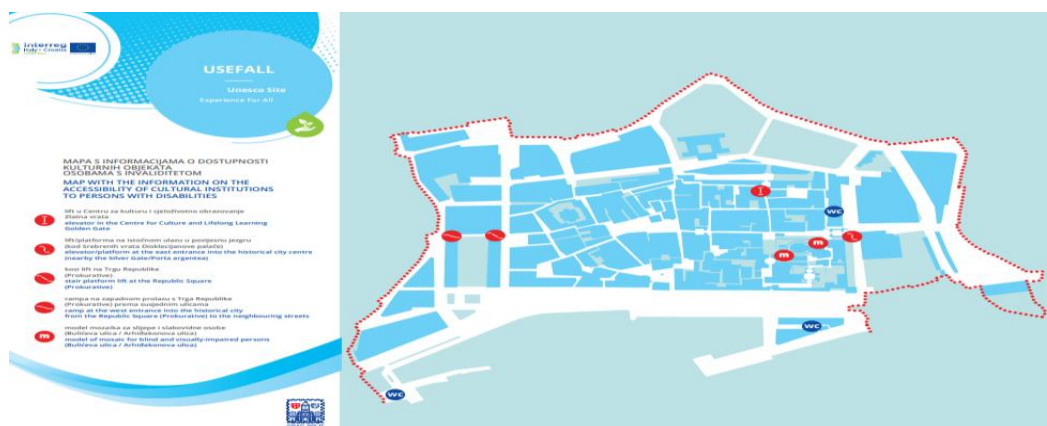 interreg
Italy - Croatia
USEFALL
Unesco Site
Experience For All
MAPA S INFORMACIJAMA O DOSTUPNOSTI
KULTURNIH OBJEKATA
OSOBAMA S INVALIDITETOM
MAP WITH THE INFORMATION ON THE
ACCESSIBILITY OF CULTURAL INSTITUTIONS
TO PERSONS WITH DISABILITIES
lift u Centru za kulturu i cjeloživotno obrazovanje
Zlatna vrata
elevator in the Centre for Culture and Lifelong Learning
Golden Gate
lift/platforma na istočnom ulazu u povijesnu jezgru
(kod Srebrenih vrata Dioklecijanove palače)
elevator/platform at the east entrance into the historical city centre
(nearby the Silver Gate/Porta argentea)
kosi lift na Trgu Republike
(Prokurative)
stair platform lift at the Republic Square
(Prokurative)
rampa na zapadnom prolazu s Trga Republike
(Prokurative) prema susjednim ulicama
ramp at the west entrance into the historical city
from the Republic Square (Prokurative) to the neighbouring streets
m
model mozaika za slijepe i slabovidne osobe
(Bulićeva ulica / Arhiđakonova ulica)
model of mosaic for blind and visually-impaired persons
(Bulićeva ulica / Arhiđakonova ulica)
wc
m
m
wc
wc